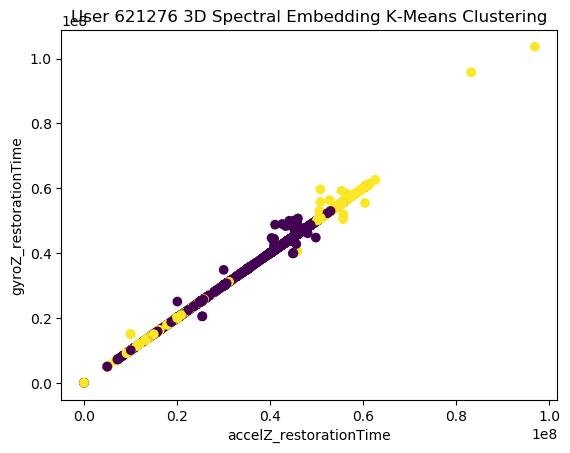 User 621276 3D Spectral Embedding K-Means Clustering
1e8
1.0
0.8
0.6
0.4
0.2
0.0
gyroZ_restorationTime
0.0 0.2 0.4 0.6 0.8 1.0
1e8
accelZ_restorationTime